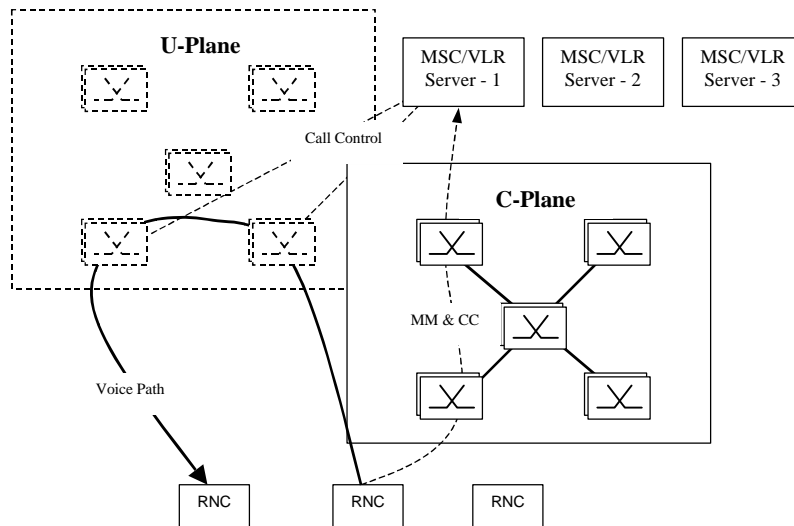 U-Plane
MSC/VLR
Server - 1
MSC/VLR
Server - 2
MSC/VLR
Server - 3
Call Control
C-Plane
MM & CC
Voice Path
RNC
RNC
RNC